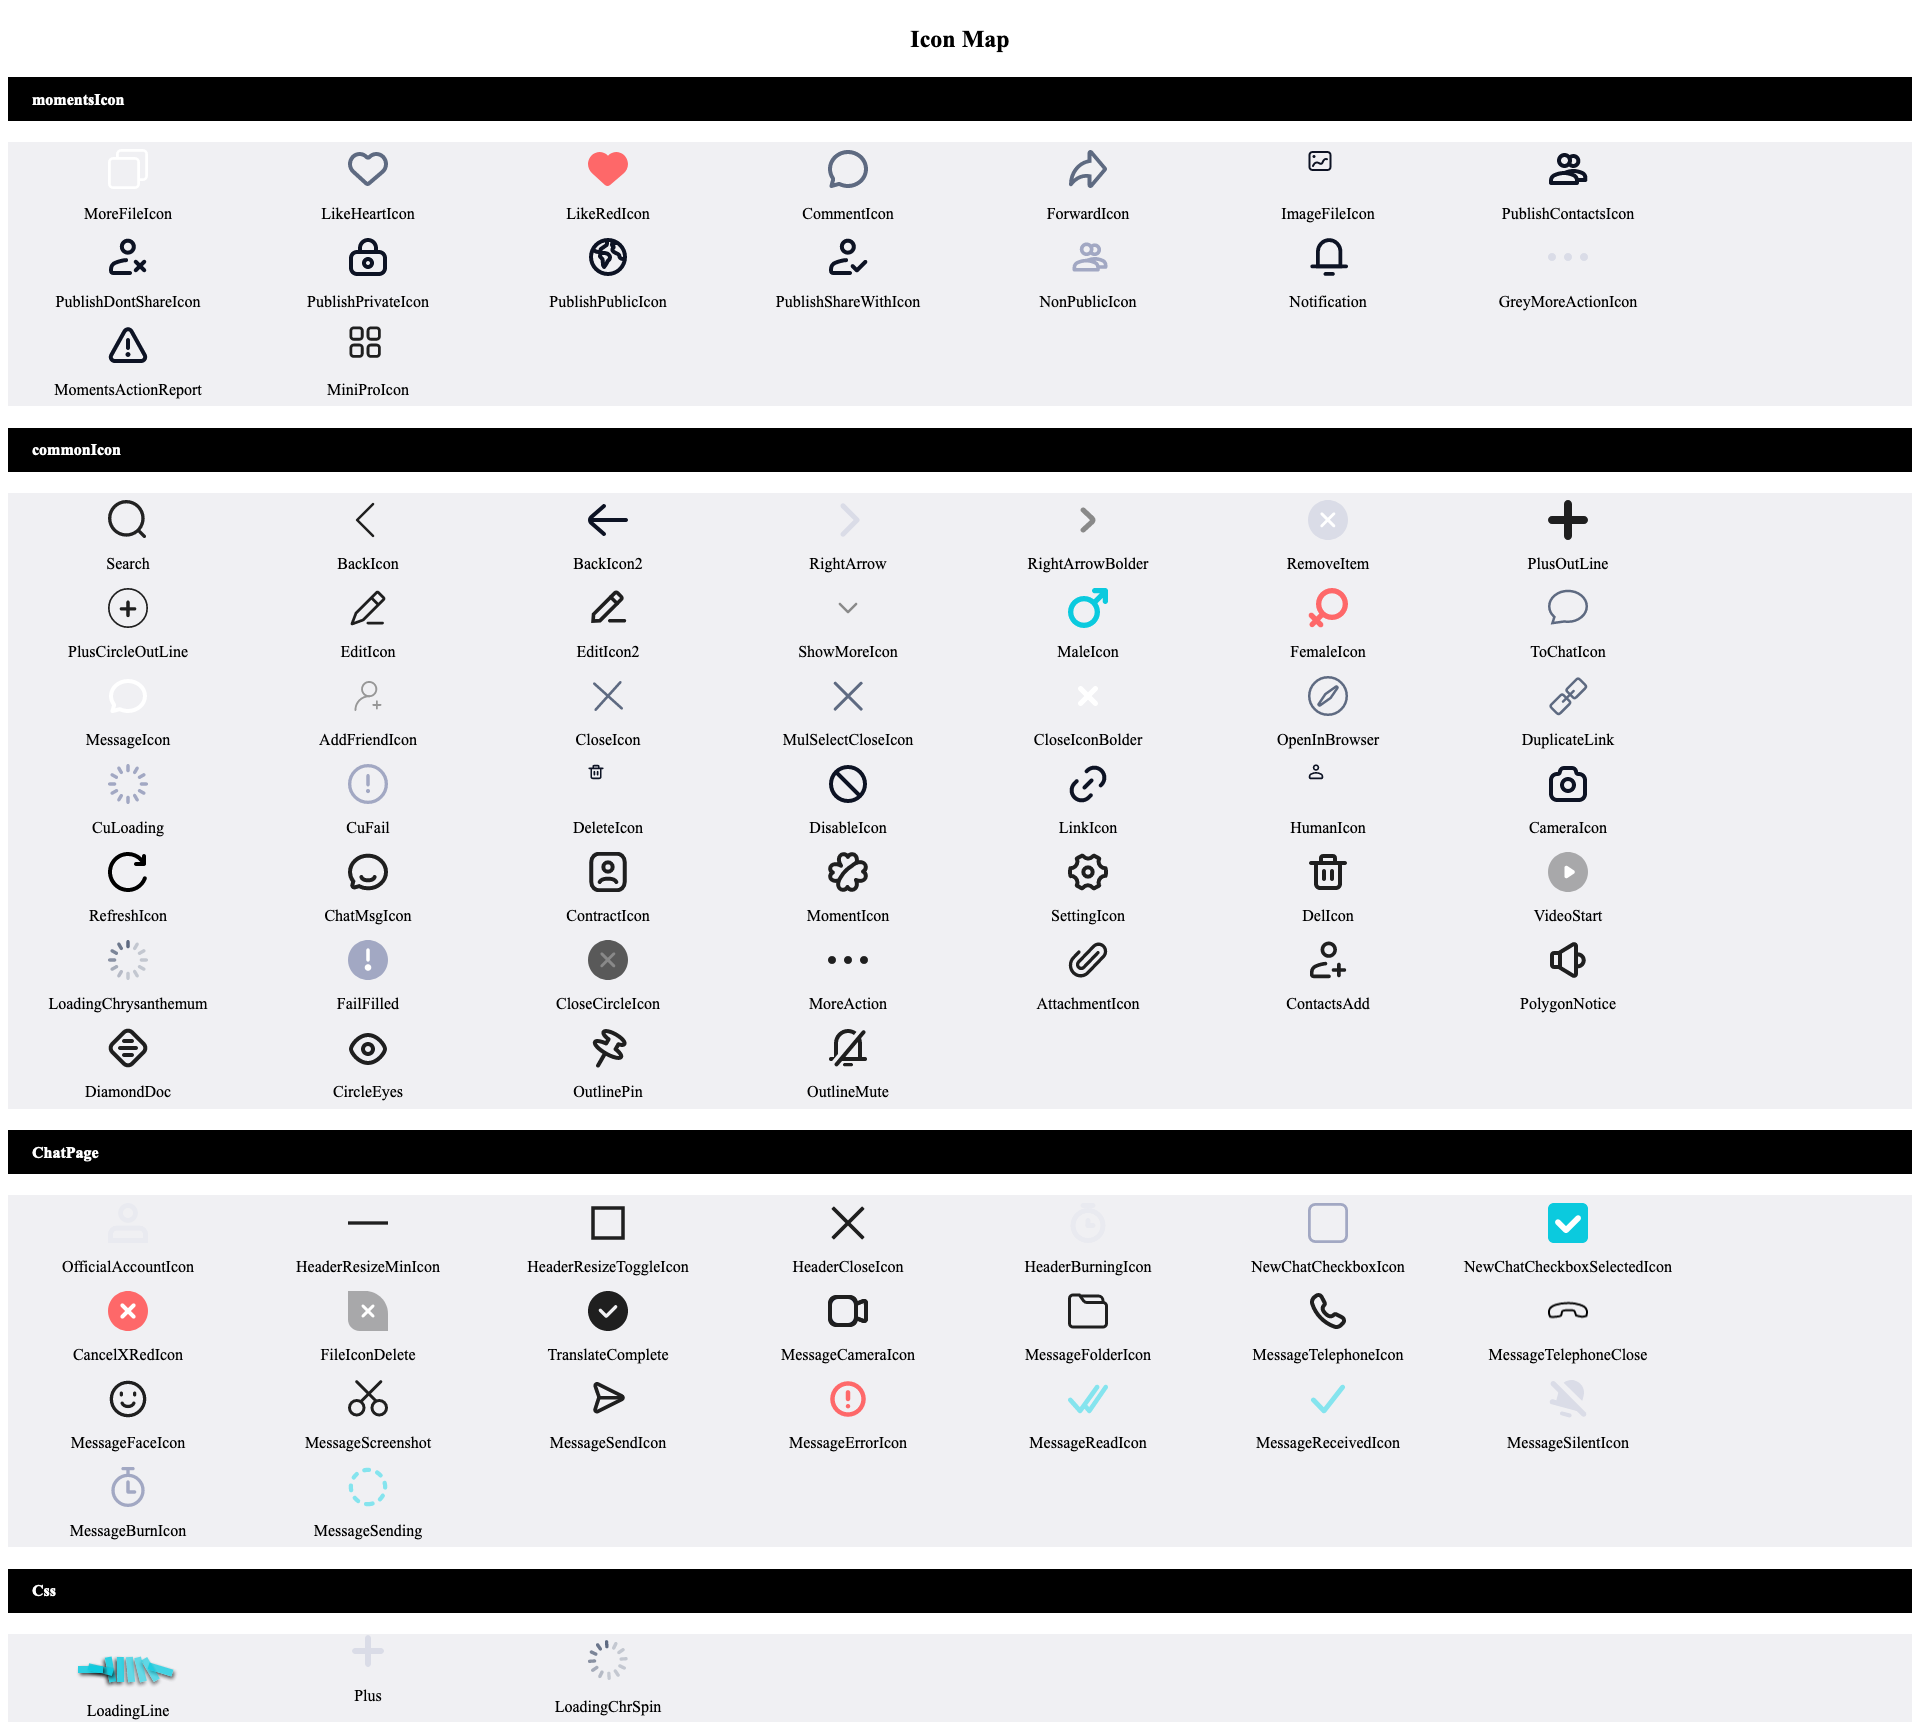 Icon Map
momentsIcon
MoreFileIcon LikeHeartIcon LikeRedIcon CommentIcon ForwardIcon ImageFileIcon PublishContactsIcon
PublishDontShareIcon PublishPrivateIcon PublishPublicIcon PublishShareWithIcon NonPublicIcon Notification GreyMoreActionIcon
MomentsActionReport MiniProIcon
commonIcon
Search BackIcon BackIcon2 RightArrow RightArrowBolder RemoveItem PlusOutLine
PlusCircleOutLine EditIcon EditIcon2 ShowMoreIcon MaleIcon FemaleIcon ToChatIcon
MessageIcon AddFriendIcon CloseIcon MulSelectCloseIcon CloseIconBolder OpenInBrowser DuplicateLink
CuLoading CuFail DeleteIcon DisableIcon LinkIcon HumanIcon CameraIcon
RefreshIcon ChatMsgIcon ContractIcon MomentIcon SettingIcon DelIcon VideoStart
LoadingChrysanthemum FailFilled CloseCircleIcon MoreAction AttachmentIcon ContactsAdd PolygonNotice
DiamondDoc CircleEyes OutlinePin OutlineMute
ChatPage
OfficialAccountIcon HeaderResizeMinIcon HeaderResizeToggleIcon HeaderCloseIcon HeaderBurningIcon NewChatCheckboxIcon NewChatCheckboxSelectedIcon
CancelXRedIcon FileIconDelete TranslateComplete MessageCameraIcon MessageFolderIcon MessageTelephoneIcon MessageTelephoneClose
MessageFaceIcon MessageScreenshot MessageSendIcon MessageErrorIcon MessageReadIcon MessageReceivedIcon MessageSilentIcon
MessageBurnIcon MessageSending
Css
LoadingLine Plus LoadingChrSpin